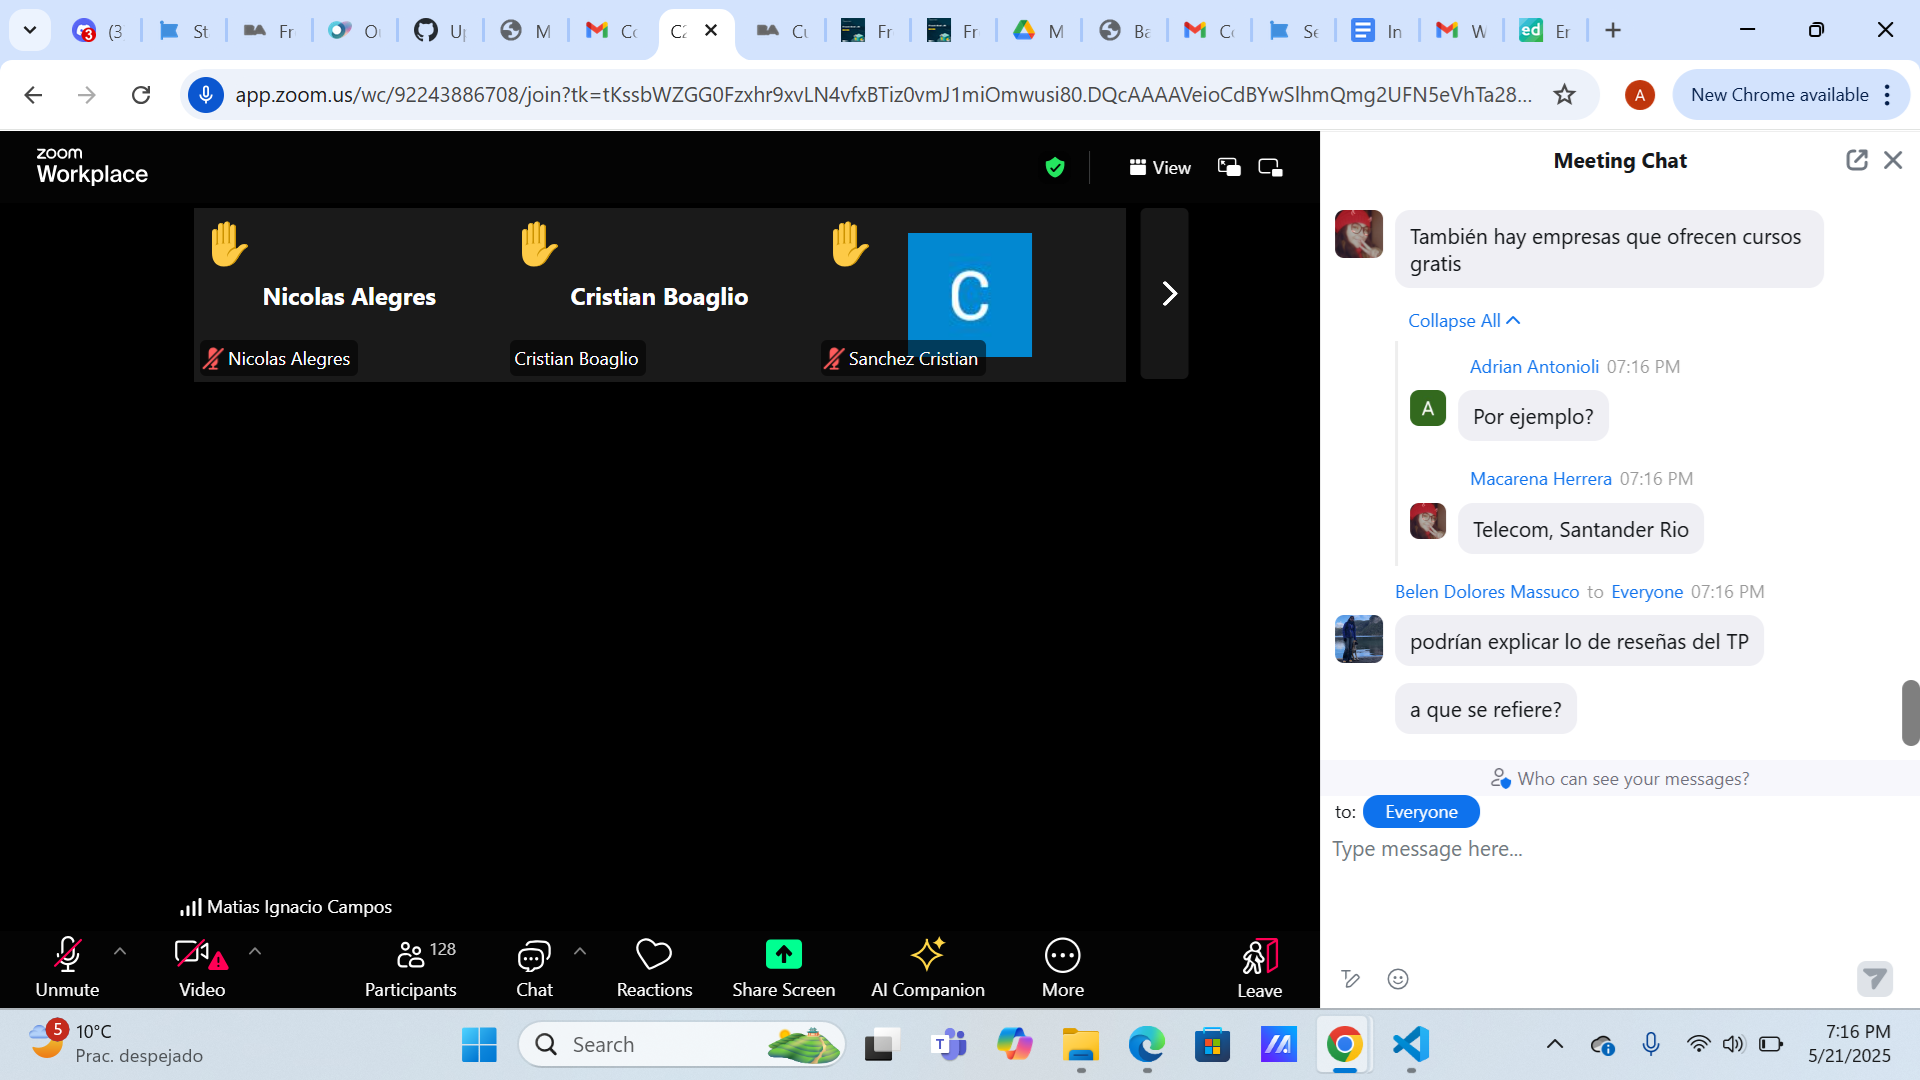 (3
St
Fr
O
U
M
Co
C2
Cu
Fr
Fr
M
Ba
Co
Se
In
W
Er
app.zoom.us/wc/92243886708/join?tk=tKssbWZGG0Fzxhr9xvLN4vfxBTiz0vmJ1miOmwusi80.DQcAAAAVeioCdBYwSlhmQmg2UFN5eVhTa28...
A
New Chrome available
zoom
Workplace
View
Nicolas Alegres
Nicolas Alegres
Cristian Boaglio
Cristian Boaglio
C
Sanchez Cristian
Matias Ignacio Campos
Unmute
Video
128
Participants
Chat
Reactions
Share Screen
AI Companion
More
Leave
Meeting Chat
También hay empresas que ofrecen cursos
gratis
Collapse All
Adrian Antonioli 07:16 PM
A
Por ejemplo?
Macarena Herrera 07:16 PM
Telecom, Santander Rio
Belen Dolores Massuco to Everyone 07:16 PM
podrían explicar lo de reseñas del TP
a que se refiere?
Who can see your messages?
to: Everyone
Type message here...
5
10°C
Prac. despejado
Search
7:16 PM
5/21/2025